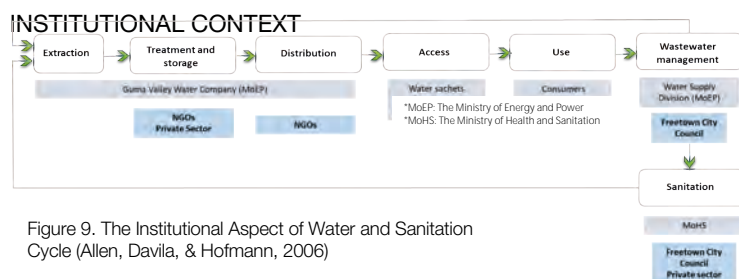 INSTITUTIONAL CONTEXT
Extraction
Treatment and
storage
Distribution
Access
Use
Wastewater
management
Guma Valley Water Company (MoEP)
Water sachets
Consumers
Water Supply
Division (MoEP)
*MoEP: The Ministry of Energy and Power
*MoHS: The Ministry of Health and Sanitation
NGOs
Private Sector
NGOs
Freetown City
Council
Sanitation
MoHS
Freetown City
Council
Private sector
Figure 9. The Institutional Aspect of Water and Sanitation
Cycle (Allen, Davila, & Hofmann, 2006)